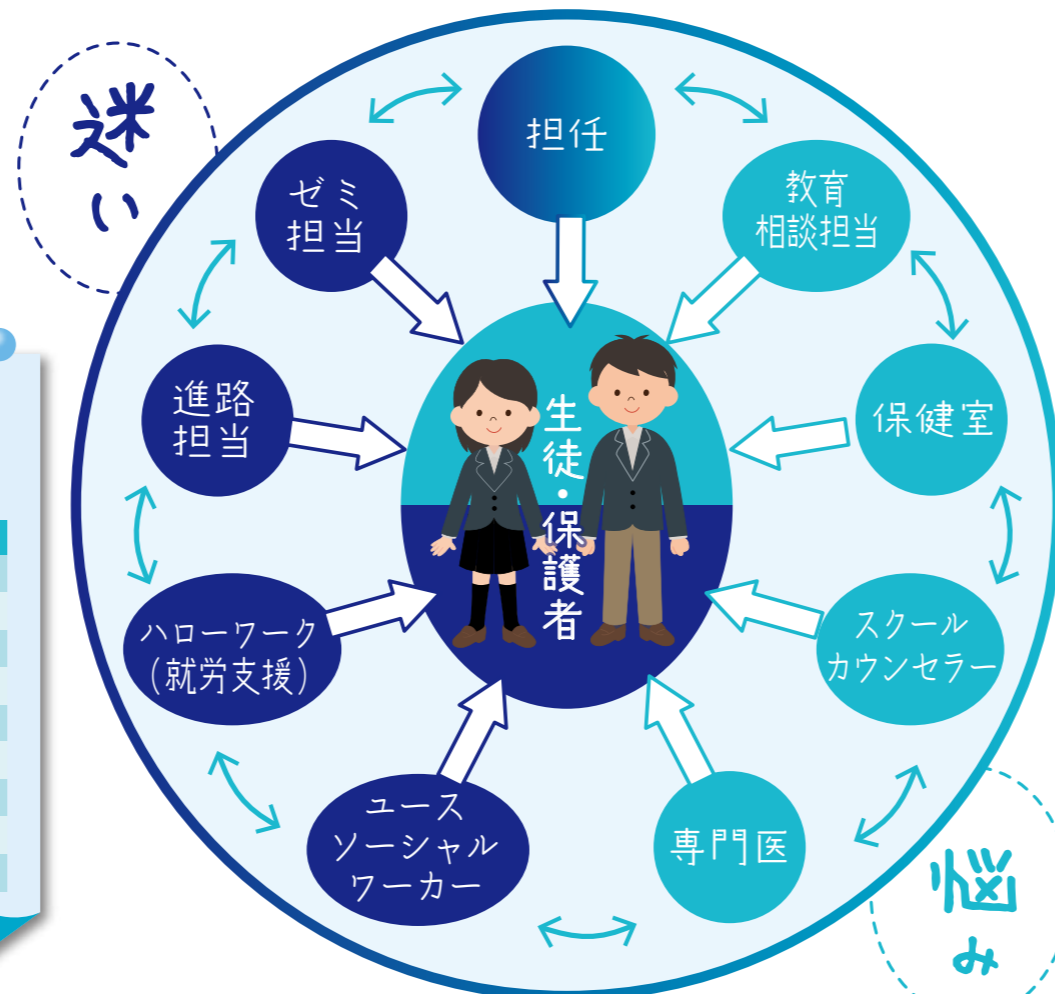 迷
い
担任
ゼミ
担当
教育
相談担当
進路
担当
生徒・保護者
保健室
ハローワーク
(就労支援)
スクール
カウンセラー
ユース
ソーシャル
ワーカー
専門医
悩
み